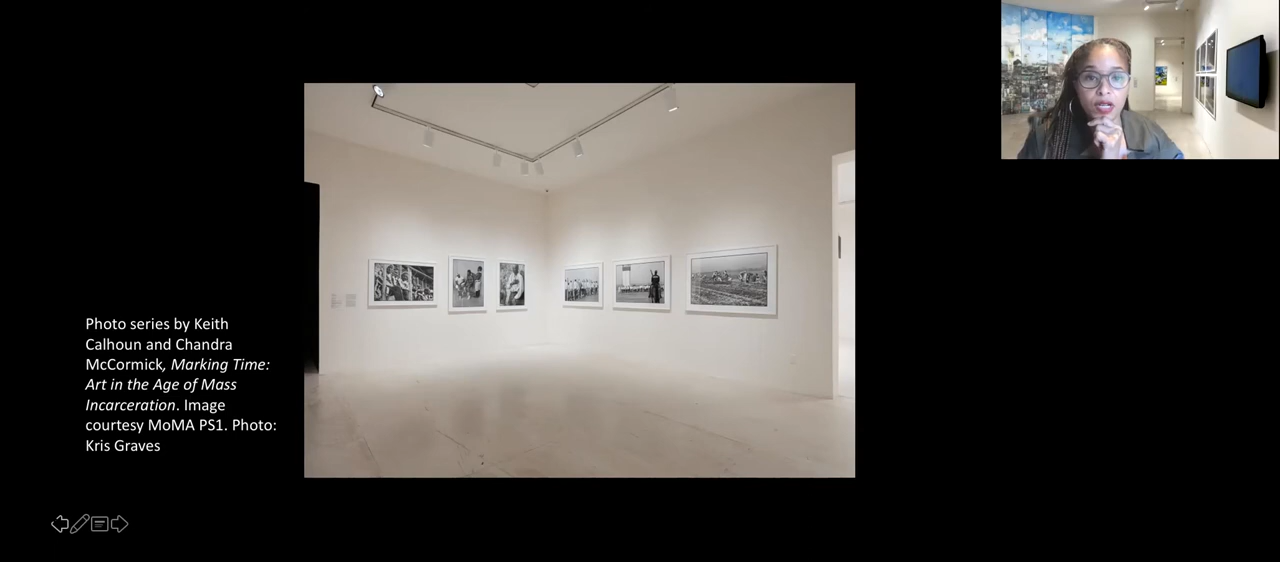 Photo series by Keith
Calhoun and Chandra
McCormick, Marking Time:
Art in the Age of Mass
Incarceration. Image
courtesy MoMA PS1. Photo:
Kris Graves